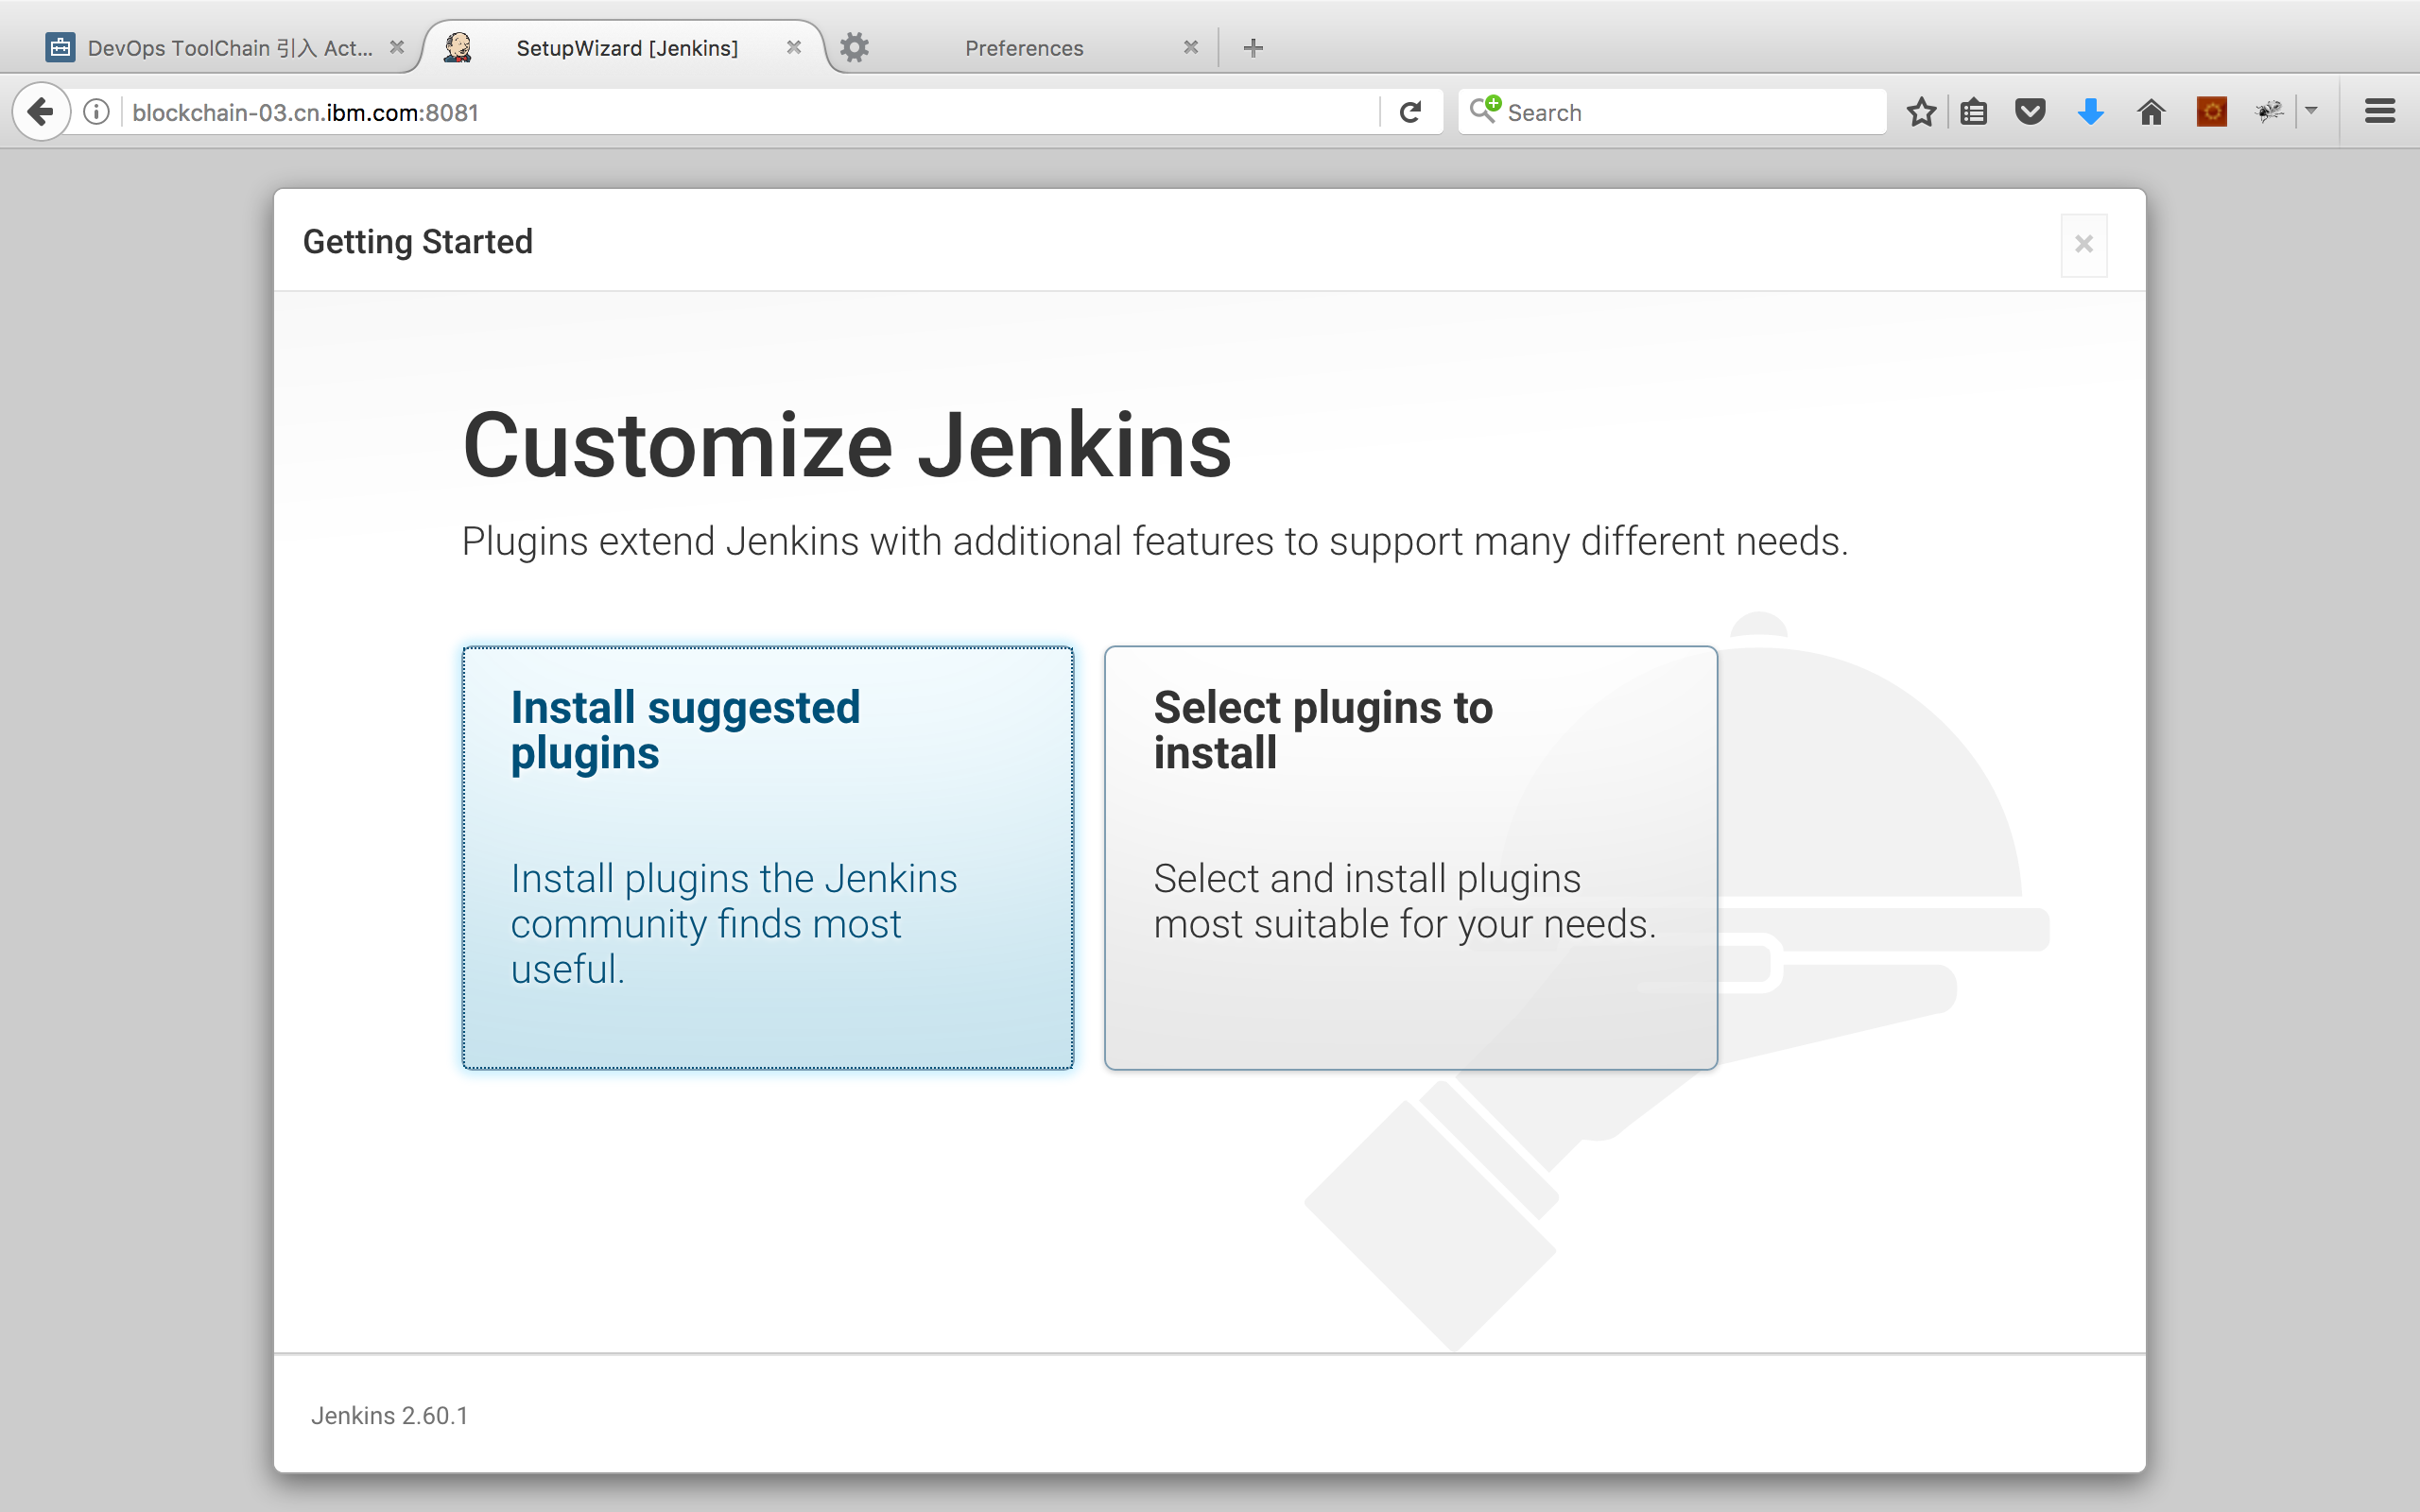 DevOps ToolChain 引入 Act...
SetupWizard [Jenkins]
Preferences
blockchain-03.cn.ibm.com:8081
Search
Getting Started
Customize Jenkins
Plugins extend Jenkins with additional features to support many different needs.
Install suggested
plugins
Install plugins the Jenkins
community finds most
useful.
Select plugins to
install
Select and install plugins
most suitable for your needs.
Jenkins 2.60.1